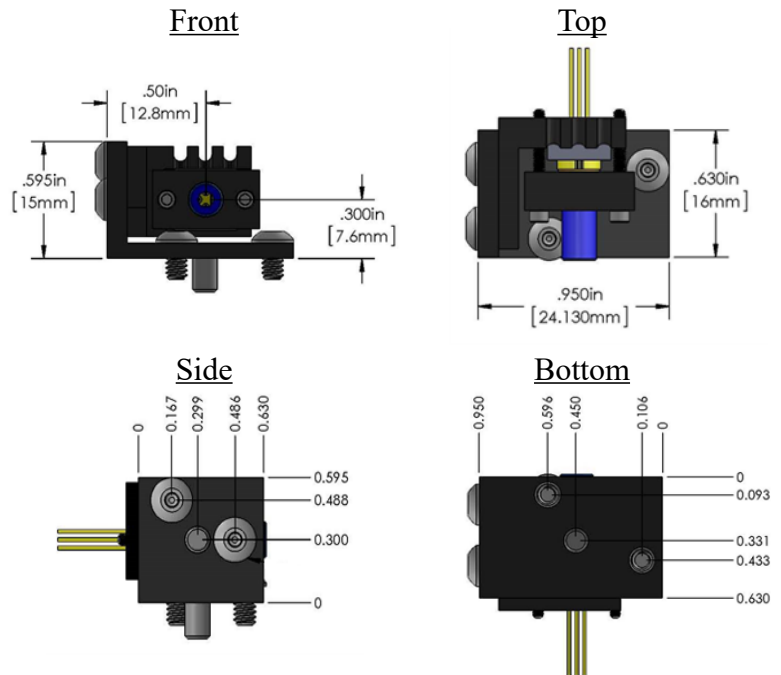 Front
Top
.50in
[12.8mm]
.595in
[15mm]
.300in
[7.6mm]
.630in
[16mm]
.950in
[24.130mm]
Side
Bottom
0
0.167
0.299
0.486
0.630
0.595
0.488
0.300
0
0.950
0.596
0.450
0.106
0
0
0.093
0.331
0.433
0.630